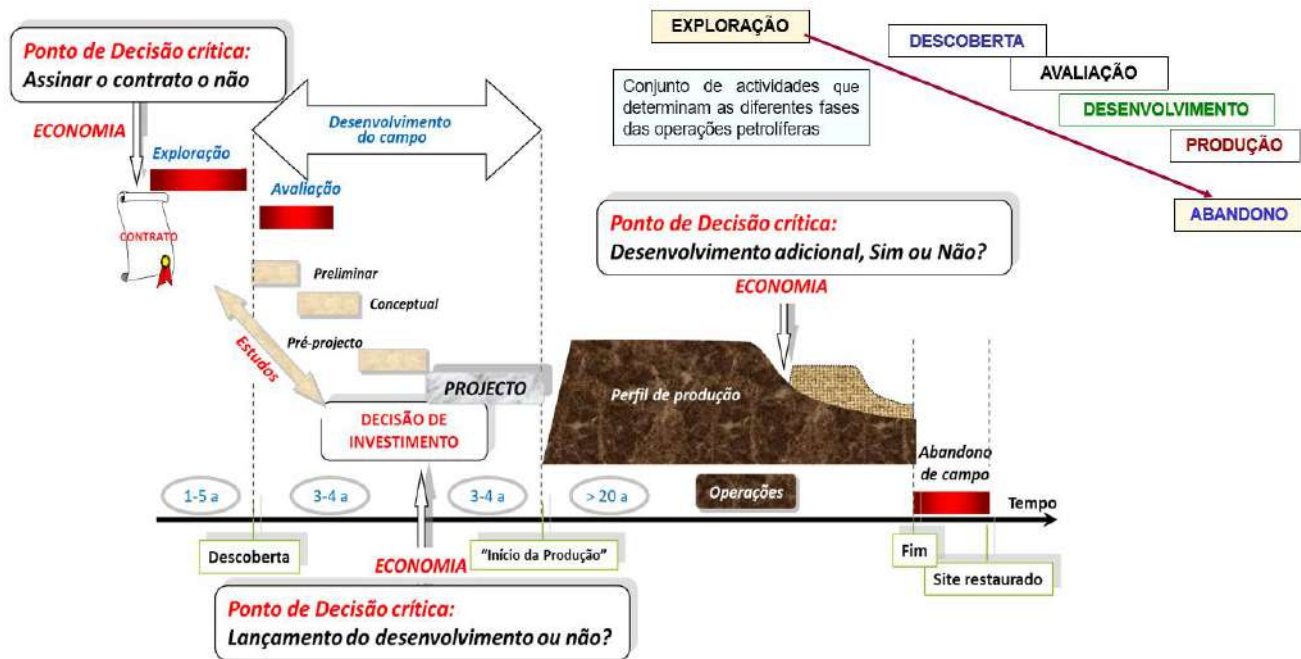 Ponto de Decisão crítica:
Assinar o contrato o não
ECONOMIA
Exploração
CONTRATO
Desenvolvimento
do campo
Avaliação
Preliminar
Conceptual
Pré-projecto
Estudos
PROJECTO
DECISÃO DE
INVESTIMENTO
EXPLORAÇÃO
DESCOBERTA
AVALIAÇÃO
DESENVOLVIMENTO
PRODUÇÃO
ABANDONO
Conjunto de actividades que
determinam as diferentes fases
das operações petrolíferas
Ponto de Decisão crítica:
Desenvolvimento adicional, Sim ou Não?
ECONOMIA
Perfil de produção
Abandono
de campo
1-5 a
3-4 a
3-4 a
> 20 a
Operações
Tempo
Descoberta
ECONOMIA
"Início da Produção"
Fim
Site restaurado
Ponto de Decisão crítica:
Lançamento do desenvolvimento ou não?